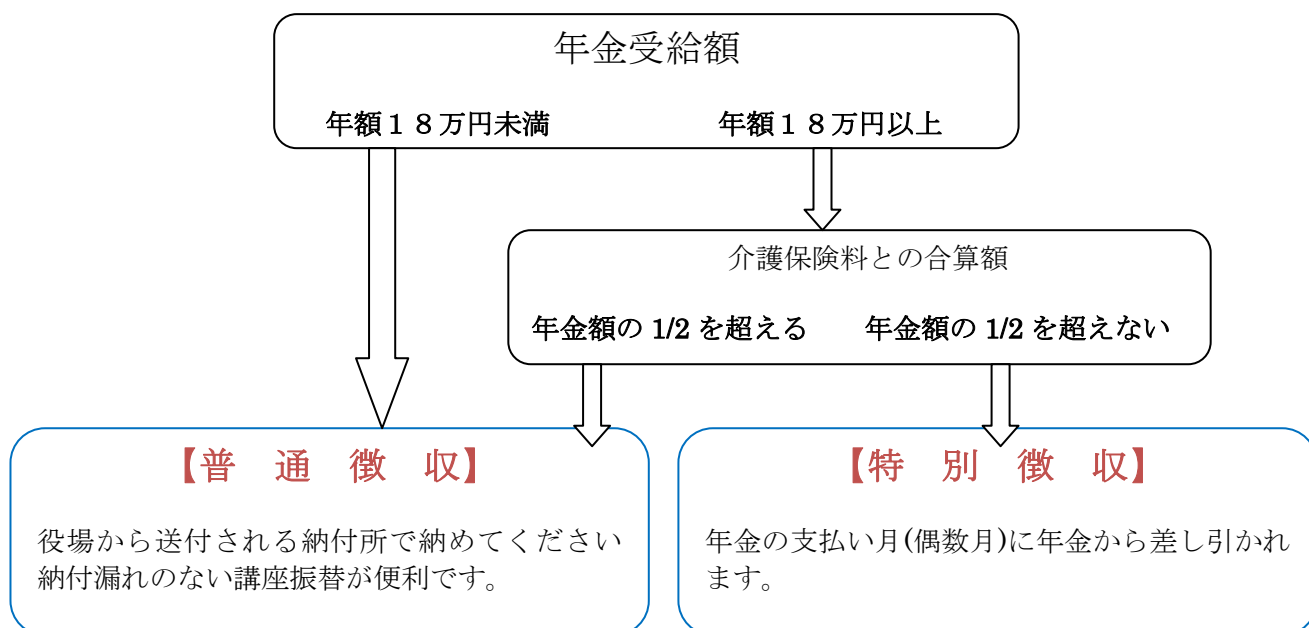 年金受給額
年額１８万円未満
年額１８万円以上
介護保険料との合算額
年金額の 1/2 を超える
年金額の 1/2 を超えない
【普　通　徴　収】
役場から送付される納付所で納めてください
納付漏れのない講座振替が便利です。
【特　別　徴　収】
年金の支払い月(偶数月)に年金から差し引かれ
ます。